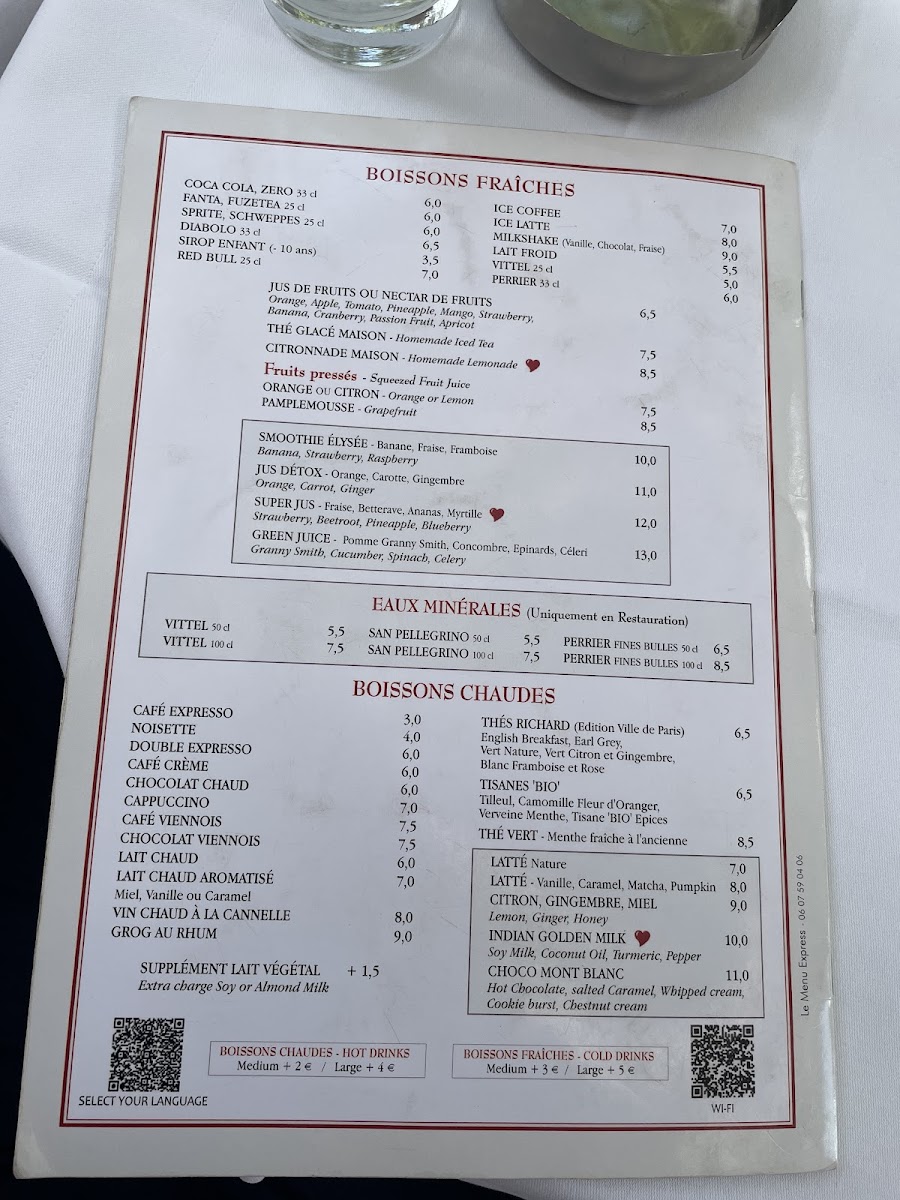 BOISSONS FRAÎCHES
COCA COLA, ZERO 33 cl 6,0
FANTA, FUZETEA 25 cl 6,0
SPRITE, SCHWEPPES 25 cl 6,0
DIABOLO 33 cl 6,5
SIROP ENFANT (- 10 ans) 3,5
RED BULL 25 cl 7,0
ICE COFFEE 7,0
ICE LATTE 8,0
MILKSHAKE (Vanille, Chocolat, Fraise) 9,0
LAIT FROID 5,5
VITTEL 25 cl 5,0
PERRIER 33 cl 6,0
JUS DE FRUITS OU NECTAR DE FRUITS 6,5
Orange, Apple, Tomato, Pineapple, Mango, Strawberry,
Banana, Cranberry, Passion Fruit, Apricot
THÉ GLACÉ MAISON - Homemade Iced Tea 7,5
CITRONNADE MAISON - Homemade Lemonade 8,5
Fruits pressés - Squeezed Fruit Juice
ORANGE OU CITRON - Orange or Lemon 7,5
PAMPLEMOUSSE - Grapefruit 8,5
SMOOTHIE ÉLYSÉE - Banane, Fraise, Framboise 10,0
Banana, Strawberry, Raspberry
JUS DÉTOX - Orange, Carotte, Gingembre 11,0
Orange, Carrot, Ginger
SUPER JUS - Fraise, Betterave, Ananas, Myrtille 12,0
Strawberry, Beetroot, Pineapple, Blueberry
GREEN JUICE - Pomme Granny Smith, Concombre, Epinards, Céleri 13,0
Granny Smith, Cucumber, Spinach, Celery
EAUX MINÉRALES (Uniquement en Restauration)
VITTEL 50 cl 5,5
VITTEL 100 cl 7,5
SAN PELLEGRINO 50 cl 5,5
SAN PELLEGRINO 100 cl 7,5
PERRIER FINES BULLES 50 cl 6,5
PERRIER FINES BULLES 100 cl 8,5
BOISSONS CHAUDES
CAFÉ EXPRESSO 3,0
NOISETTE 4,0
DOUBLE EXPRESSO 6,0
CAFÉ CRÈME 6,0
CHOCOLAT CHAUD 6,0
CAPPUCCINO 7,0
CAFÉ VIENNOIS 7,5
CHOCOLAT VIENNOIS 7,5
LAIT CHAUD 6,0
LAIT CHAUD AROMATISÉ 7,0
Miel, Vanille ou Caramel
VIN CHAUD À LA CANNELLE 8,0
GROG AU RHUM 9,0
SUPPLÉMENT LAIT VÉGÉTAL + 1,5
Extra charge Soy or Almond Milk
THÉS RICHARD (Edition Ville de Paris) 6,5
English Breakfast, Earl Grey,
Vert Nature, Vert Citron et Gingembre,
Blanc Framboise et Rose
TISANES 'BIO' 6,5
Tilleul, Camomille Fleur d'Oranger,
Verveine Menthe, Tisane 'BIO' Epices
THÉ VERT - Menthe fraîche à l'ancienne 8,5
LATTÉ Nature 7,0
LATTÉ - Vanille, Caramel, Matcha, Pumpkin 8,0
CITRON, GINGEMBRE, MIEL 9,0
Lemon, Ginger, Honey
INDIAN GOLDEN MILK 10,0
Soy Milk, Coconut Oil, Turmeric, Pepper
CHOCO MONT BLANC 11,0
Hot Chocolate, salted Caramel, Whipped cream,
Cookie burst, Chestnut cream
SELECT YOUR LANGUAGE
BOISSONS CHAUDES - HOT DRINKS
Medium + 2 € / Large + 4 €
BOISSONS FRAÎCHES - COLD DRINKS
Medium + 3 € / Large + 5 €
WI-FI
Le Menu Express - 06 07 59 04 06